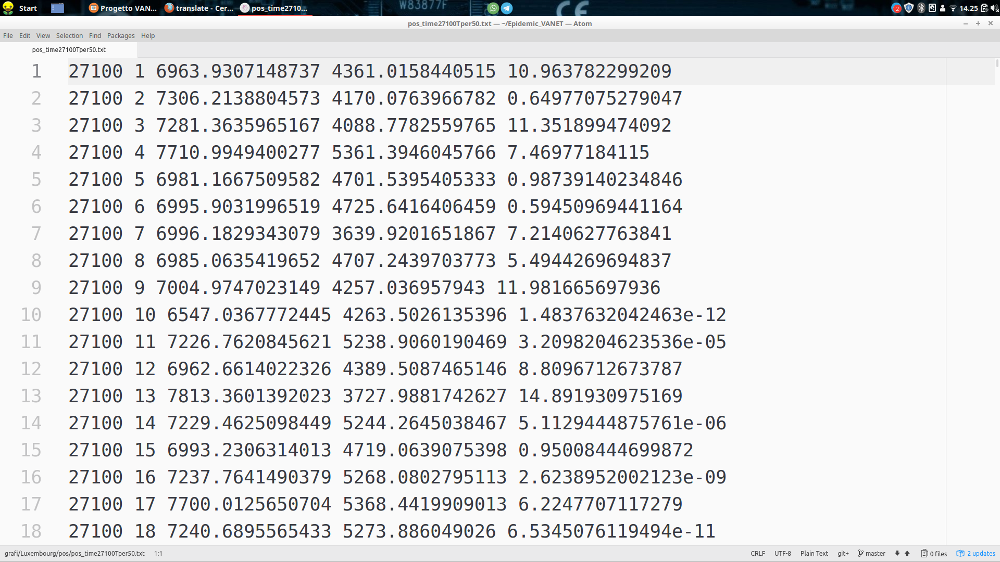 W83877F
Start
Progetto VAN...
translate - Cer...
pos_time2710...
2
14.25
pos_time27100Tper50.txt — ~/Epidemic_VANET — Atom
File Edit View Selection Find Packages Help
pos_time27100Tper50.txt
1 27100 1 6963.9307148737 4361.0158440515 10.963782299209
2 27100 2 7306.2138804573 4170.0763966782 0.64977075279047
3 27100 3 7281.3635965167 4088.7782559765 11.351899474092
4 27100 4 7710.9949400277 5361.3946045766 7.46977184115
5 27100 5 6981.1667509582 4701.5395405333 0.98739140234846
6 27100 6 6995.9031996519 4725.6416406459 0.59450969441164
7 27100 7 6996.1829343079 3639.9201651867 7.2140627763841
8 27100 8 6985.0635419652 4707.2439703773 5.4944269694837
9 27100 9 7004.9747023149 4257.036957943 11.981665697936
10 27100 10 6547.0367772445 4263.5026135396 1.4837632042463e-12
11 27100 11 7226.7620845621 5238.9060190469 3.2098204623536e-05
12 27100 12 6962.6614022326 4389.5087465146 8.8096712673787
13 27100 13 7813.3601392023 3727.9881742627 14.891930975169
14 27100 14 7229.4625098449 5244.2645038467 5.1129444875761e-06
15 27100 15 6993.2306314013 4719.0639075398 0.95008444699872
16 27100 16 7237.7641490379 5268.0802795113 2.6238952002123e-09
17 27100 17 7700.0125650704 5368.4419909013 6.2247707117279
18 27100 18 7240.6895565433 5273.886049026 6.5345076119494e-11
grafi/Luxembourg/pos/pos_time27100Tper50.txt 1:1 CRLF UTF-8 Plain Text git+ master 0 files 2 updates